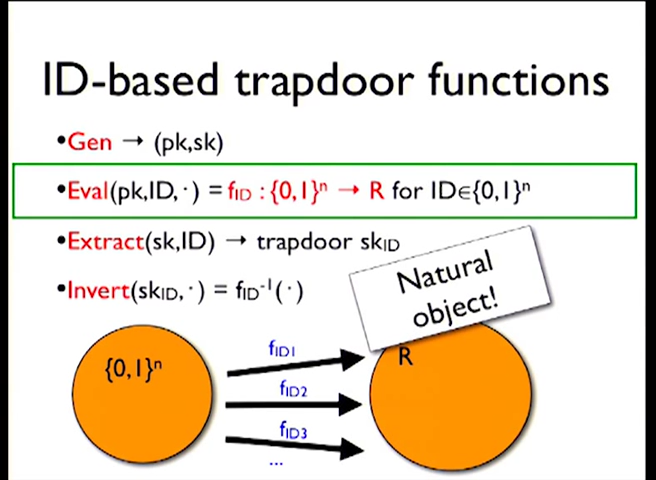 ID-based trapdoor functions
•Gen → (pk,sk)
•Eval(pk,ID, · ) = fID : {0,1}ⁿ → R for ID∈{0,1}ⁿ
•Extract(sk,ID) → trapdoor skID
•Invert(skID, · ) = fID⁻¹( · )
Natural
object!
{0,1}ⁿ
fID1
R
fID2
fID3
...